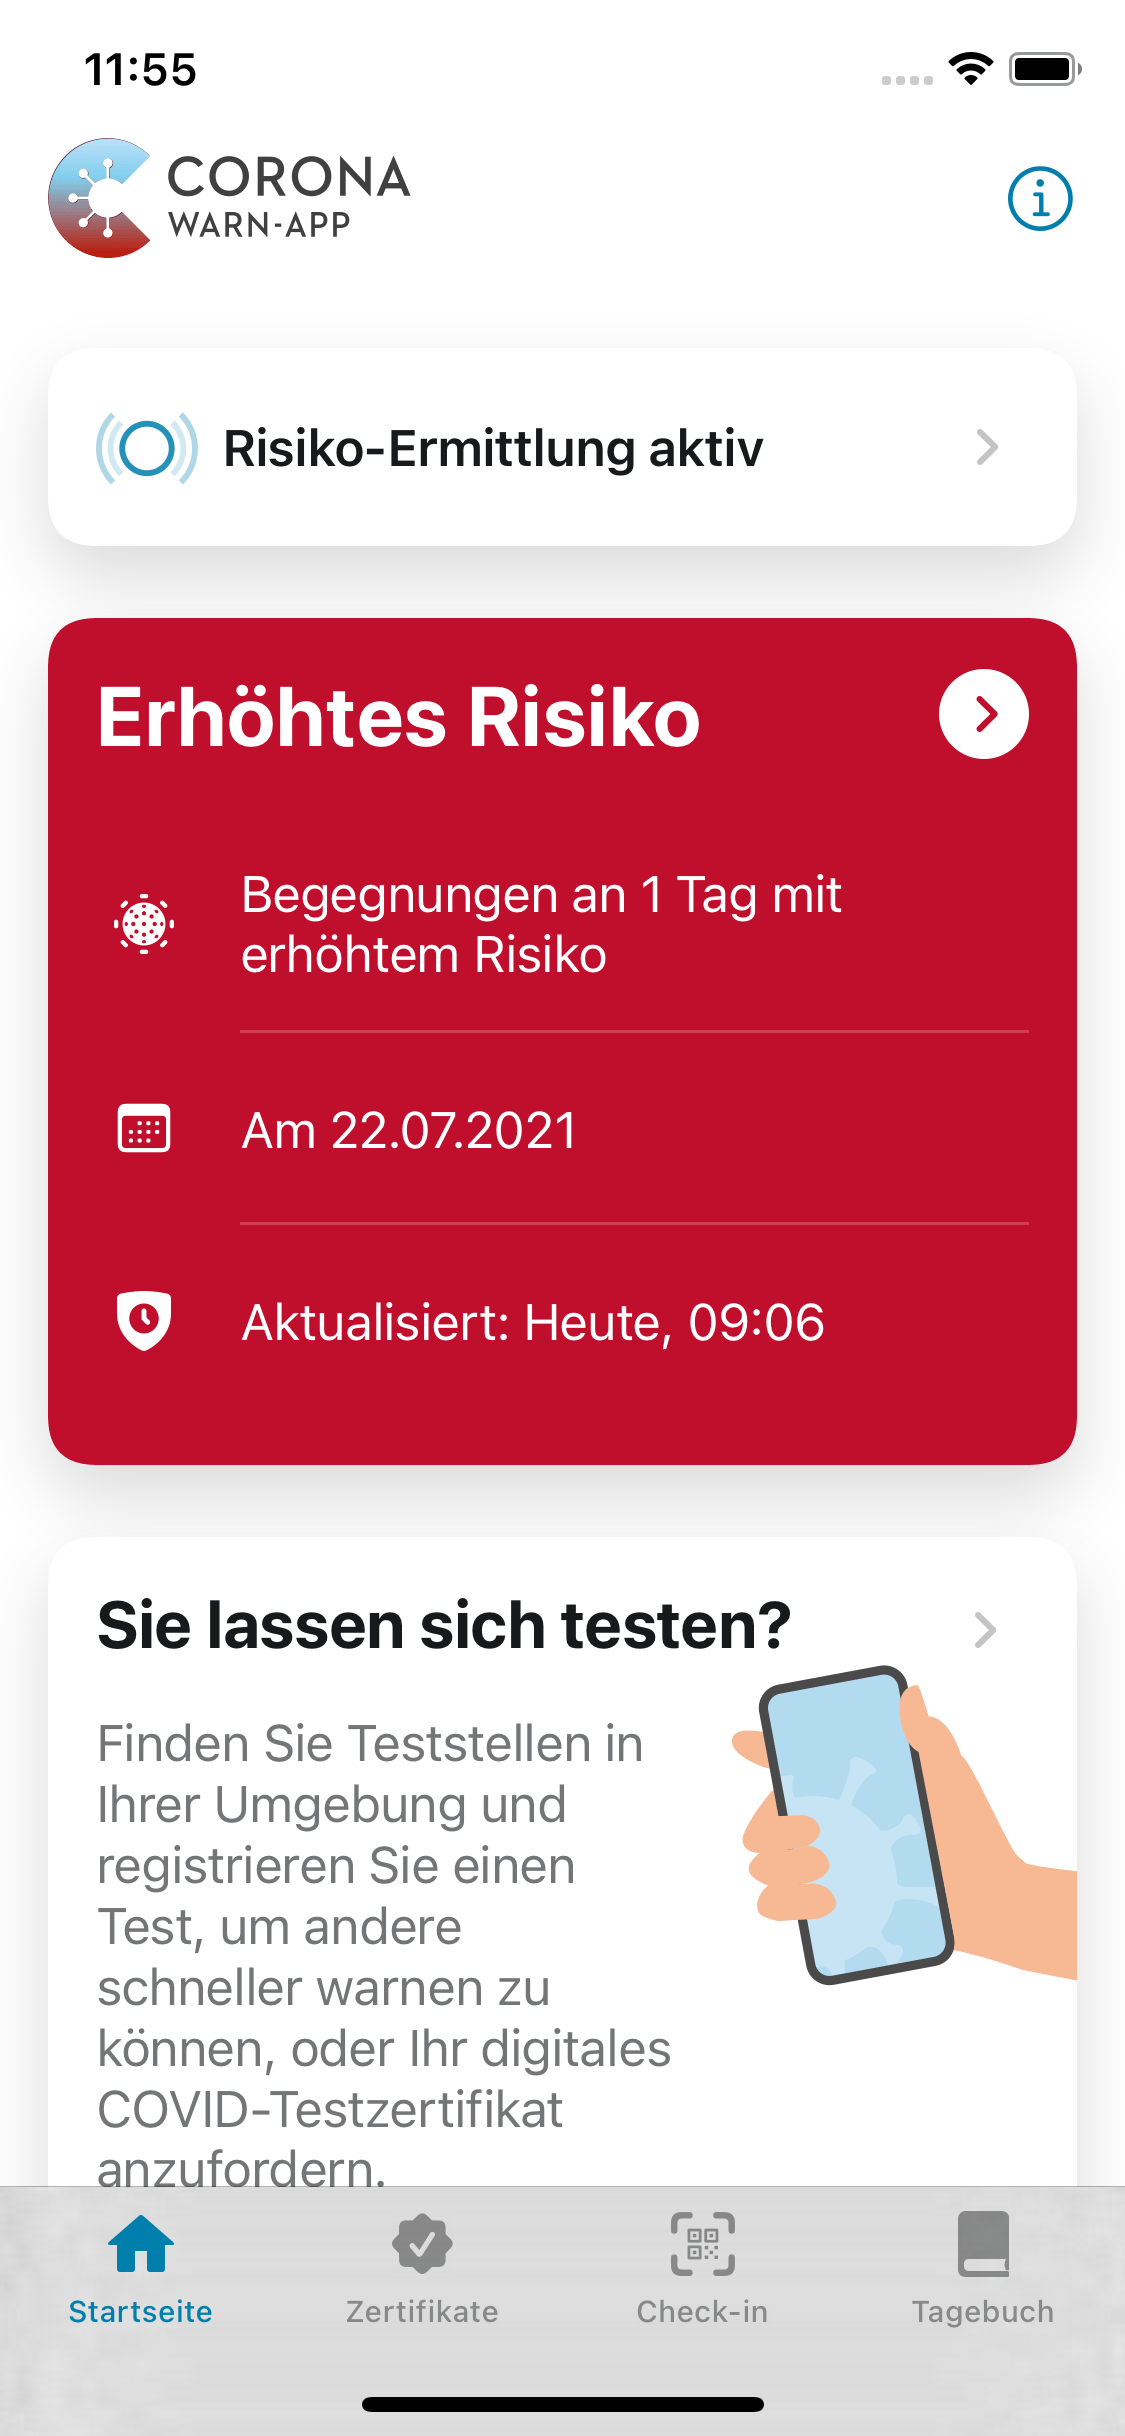 11:55
CORONA
WARN-APP
Risiko-Ermittlung aktiv
Erhöhtes Risiko
Begegnungen an 1 Tag mit
erhöhtem Risiko
Am 22.07.2021
Aktualisiert: Heute, 09:06
Sie lassen sich testen?
Finden Sie Teststellen in
Ihrer Umgebung und
registrieren Sie einen
Test, um andere
schneller warnen zu
können, oder Ihr digitales
COVID-Testzertifikat
anzufordern.
Startseite
Zertifikate
Check-in
Tagebuch